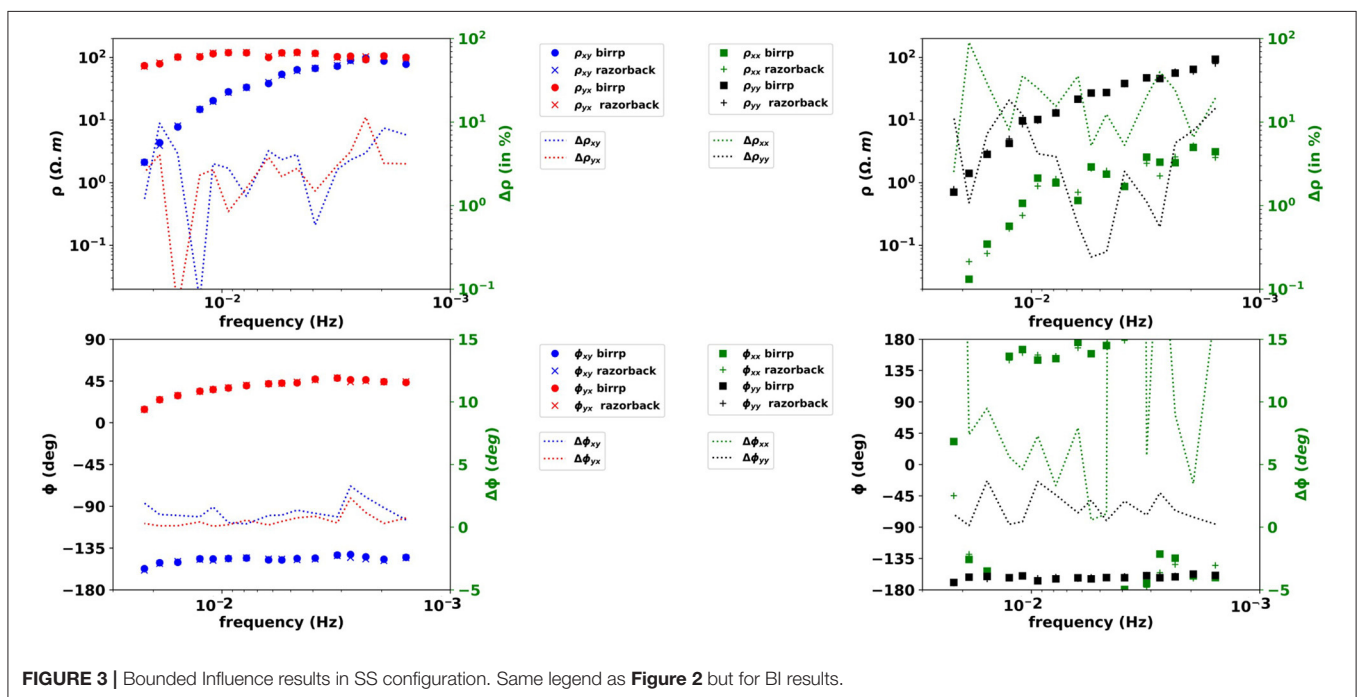 10²
10¹
10⁰
10⁻¹
ρ (Ω.m)
10⁻²
10⁻³
frequency (Hz)
10²
10¹
10⁰
10⁻¹
Δρ (in %)
ρxy birrp
ρxy razorback
ρyx birrp
ρyx razorback
Δρxy
Δρyx
ρxx birrp
ρxx razorback
ρyy birrp
ρyy razorback
Δρxx
Δρyy
10²
10¹
10⁰
10⁻¹
ρ (Ω.m)
10⁻²
10⁻³
frequency (Hz)
10²
10¹
10⁰
10⁻¹
Δρ (in %)
90
45
0
−45
−90
−135
−180
ϕ (deg)
10⁻²
10⁻³
frequency (Hz)
15
10
5
0
−5
Δϕ (deg)
ϕxy birrp
ϕxy razorback
ϕyx birrp
ϕyx razorback
Δϕxy
Δϕyx
ϕxx birrp
ϕxx razorback
ϕyy birrp
ϕyy razorback
Δϕxx
Δϕyy
180
135
90
45
0
−45
−90
−135
−180
ϕ (deg)
10⁻²
10⁻³
frequency (Hz)
15
10
5
0
−5
Δϕ (deg)
FIGURE 3 | Bounded Influence results in SS configuration. Same legend as Figure 2 but for BI results.